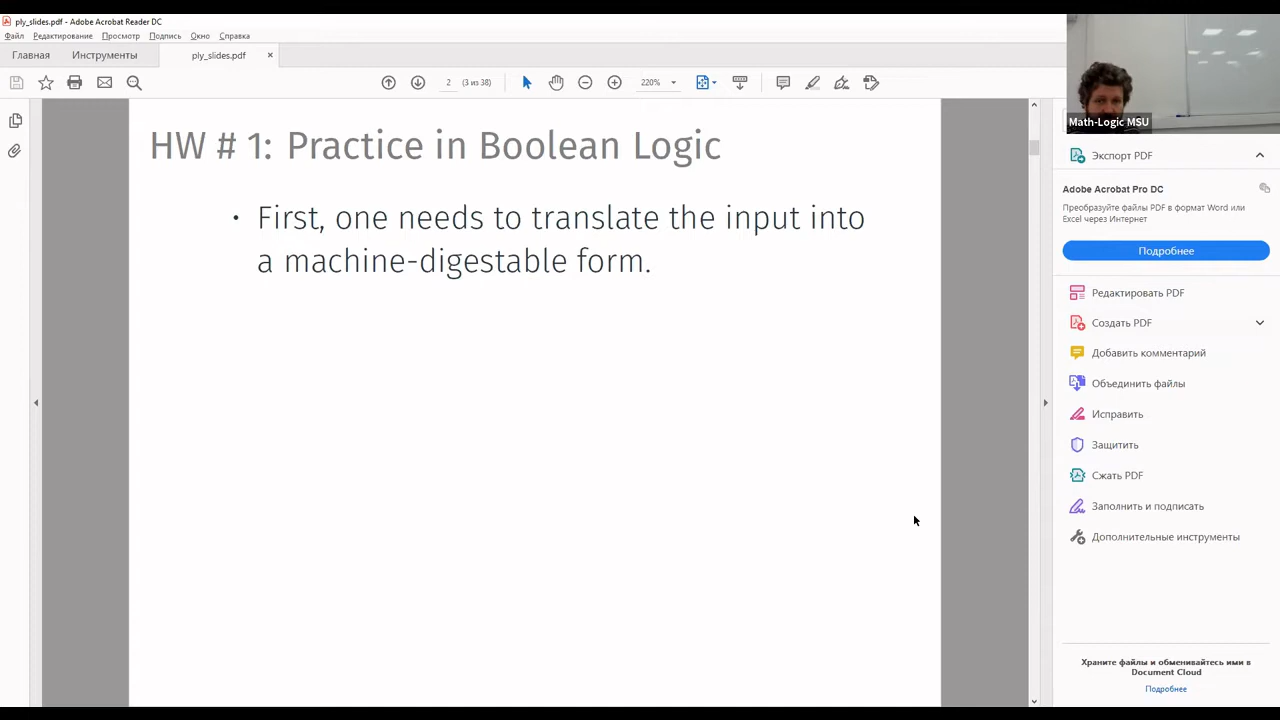 ply_slides.pdf - Adobe Acrobat Reader DC
Файл Редактирование Просмотр Подпись Окно Справка
Главная Инструменты ply_slides.pdf ×
2 (3 из 38) 220%
HW # 1: Practice in Boolean Logic
• First, one needs to translate the input into
a machine-digestable form.
Math-Logic MSU
Экспорт PDF
Adobe Acrobat Pro DC
Преобразуйте файлы PDF в формат Word или
Excel через Интернет
Подробнее
Редактировать PDF
Создать PDF
Добавить комментарий
Объединить файлы
Исправить
Защитить
Сжать PDF
Заполнить и подписать
Дополнительные инструменты
Храните файлы и обменивайтесь ими в
Document Cloud
Подробнее